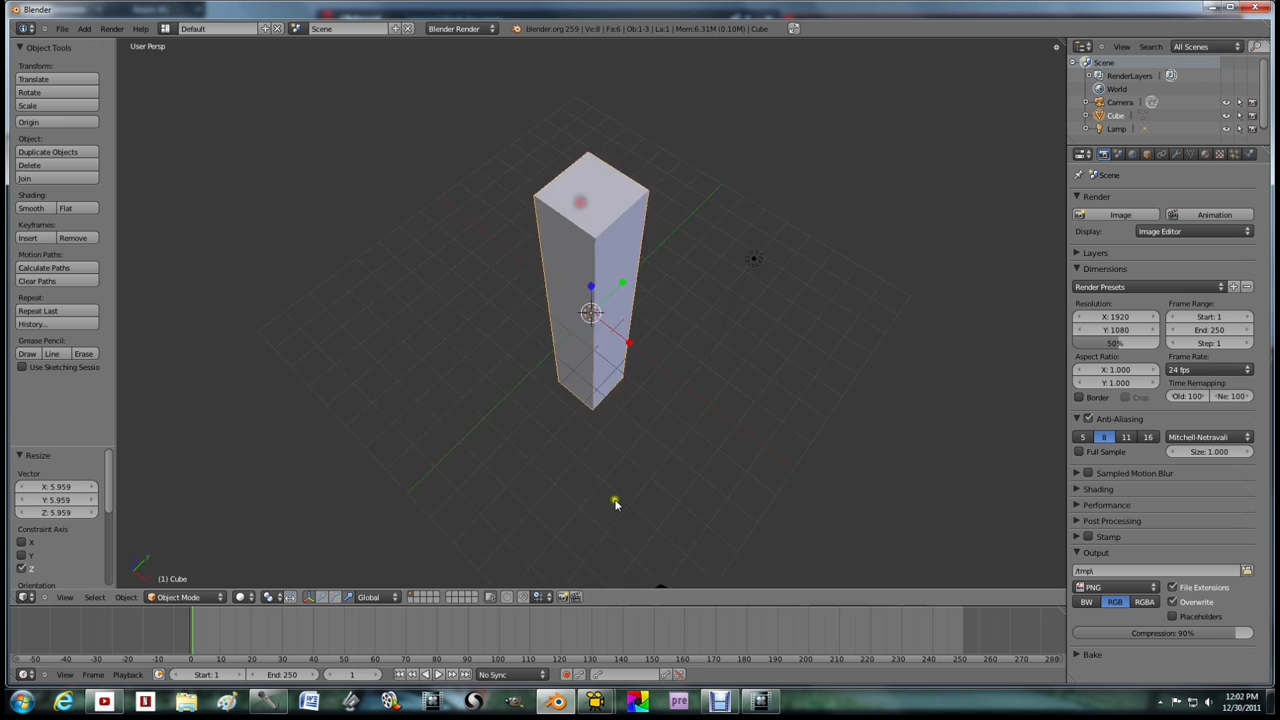 Blender
File Add Render Help Default Scene Blender Render blender.org 259 | Ve:8 | Fa:6 | Ob:1-3 | La:1 | Mem:6.31M (0.10M) | Cube
Object Tools
Transform:
Translate
Rotate
Scale
Origin
Object:
Duplicate Objects
Delete
Join
Shading:
Smooth Flat
Keyframes:
Insert Remove
Motion Paths:
Calculate Paths
Clear Paths
Repeat:
Repeat Last
History...
Grease Pencil:
Draw Line Erase
Use Sketching Sessio
Resize
Vector
X: 5.959
Y: 5.959
Z: 5.959
Constraint Axis
X
Y
Z
Orientation
User Persp
(1) Cube
View Select Object Object Mode Global
View Search All Scenes
Scene
RenderLayers
World
Camera
Cube
Lamp
Scene
Render
Image Animation
Display: Image Editor
Layers
Dimensions
Render Presets
Resolution: Frame Range:
X: 1920 Start: 1
Y: 1080 End: 250
50% Step: 1
Aspect Ratio: Frame Rate:
X: 1.000 24 fps
Y: 1.000 Time Remapping:
Border Crop Old: 100 Ne: 100
Anti-Aliasing
5 8 11 16 Mitchell-Netravali
Full Sample Size: 1.000
Sampled Motion Blur
Shading
Performance
Post Processing
Stamp
Output
/tmp\
PNG File Extensions
BW RGB RGBA Overwrite
Placeholders
Compression: 90%
Bake
-50 -40 -30 -20 -10 0 10 20 30 40 50 60 70 80 90 100 110 120 130 140 150 160 170 180 190 200 210 220 230 240 250 260 270 280
View Frame Playback Start: 1 End: 250 1 No Sync
pre
12:02 PM
12/30/2011